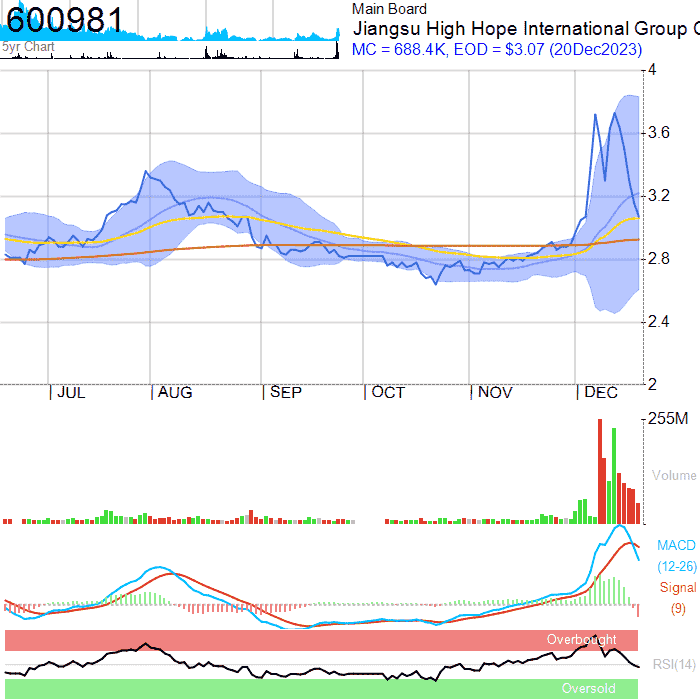 600981
5yr Chart
Main Board
Jiangsu High Hope International Group C
MC = 688.4K, EOD = $3.07 (20Dec2023)
4
3.6
3.2
2.8
2.4
2
JUL
AUG
SEP
OCT
NOV
DEC
255M
Volume
MACD
(12-26)
Signal
(9)
Overbought
RSI(14)
Oversold